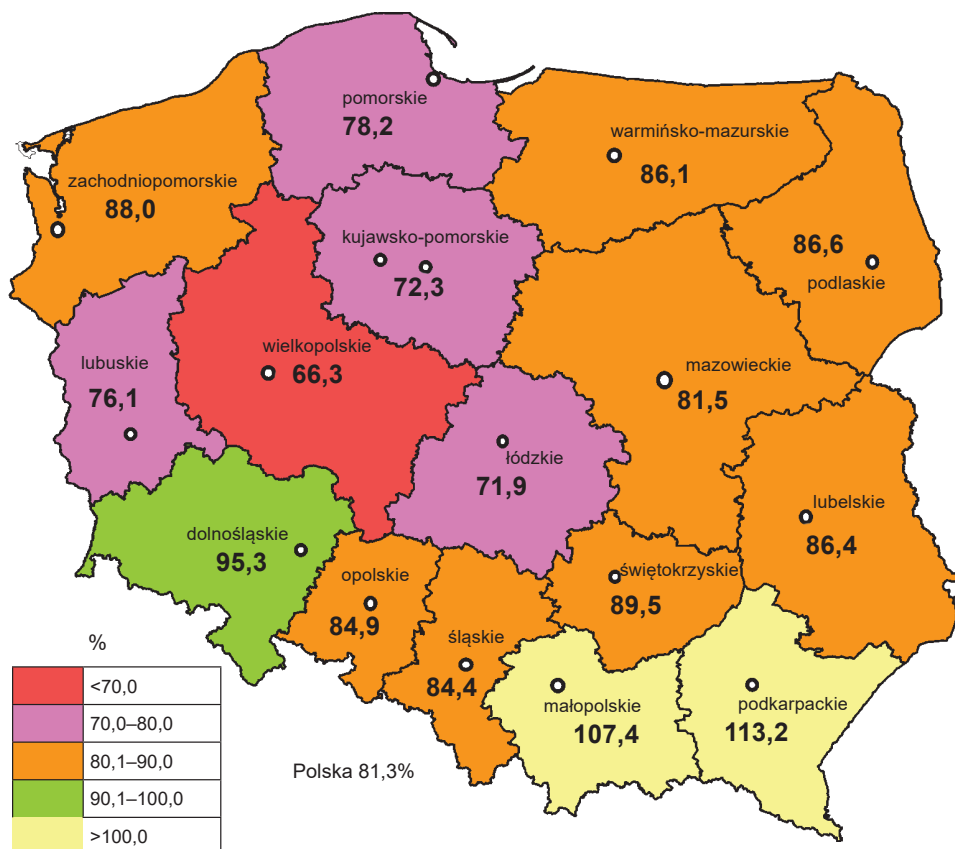 pomorskie
78,2
warmińsko-mazurskie
86,1
zachodniopomorskie
88,0
kujawsko-pomorskie
72,3
86,6
podlaskie
wielkopolskie
66,3
lubuskie
76,1
mazowieckie
81,5
łódzkie
71,9
lubelskie
86,4
dolnośląskie
95,3
opolskie
84,9
świętokrzyskie
89,5
śląskie
84,4
małopolskie
107,4
podkarpackie
113,2
%
<70,0
70,0–80,0
80,1–90,0
90,1–100,0
>100,0
Polska 81,3%